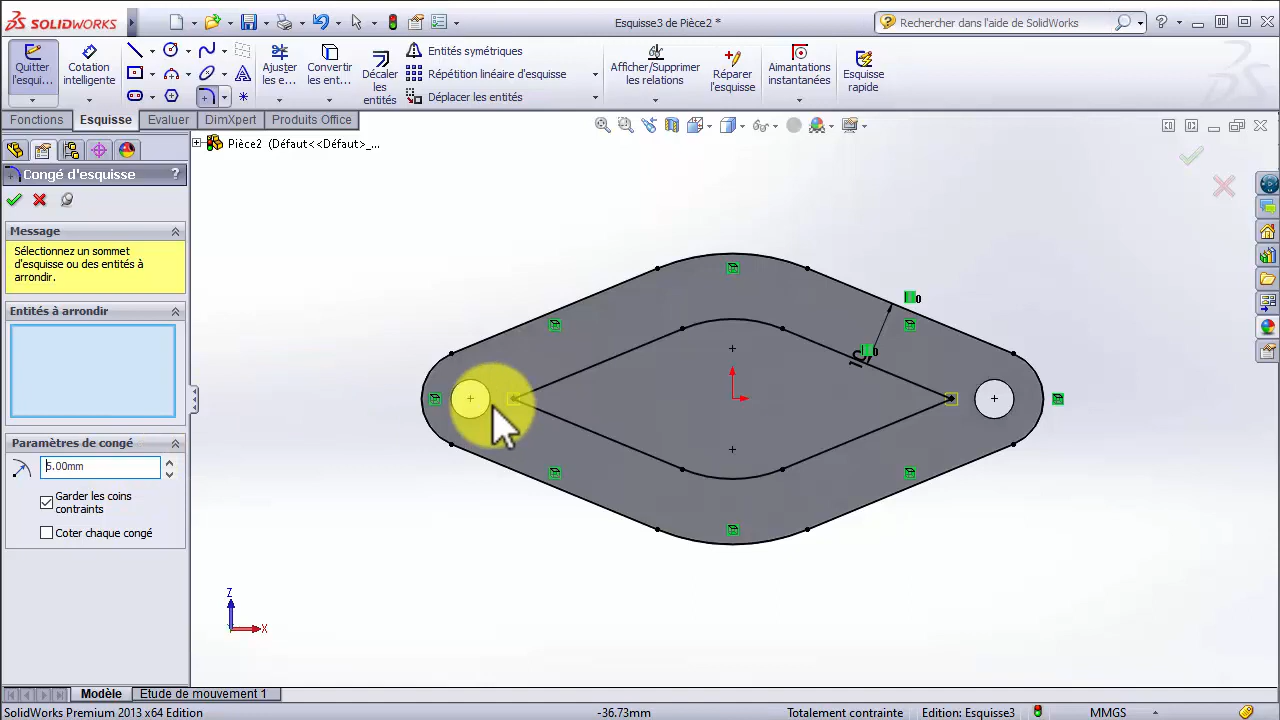 SOLIDWORKS
Esquisse3 de Pièce2 *
Rechercher dans l'aide de SolidWorks
Quitter l'esqui...
Cotation intelligente
Ajuster les e...
Convertir les ent...
Décaler les entités
Entités symétriques
Répétition linéaire d'esquisse
Déplacer les entités
Afficher/Supprimer les relations
Réparer l'esquisse
Aimantations instantanées
Esquisse rapide
Fonctions
Esquisse
Evaluer
DimXpert
Produits Office
Pièce2 (Défaut<<Défaut>_...
Congé d'esquisse
?
Message
Sélectionnez un sommet
d'esquisse ou des entités à
arrondir.
Entités à arrondir
Paramètres de congé
5.00mm
Garder les coins
contraints
Coter chaque congé
0
0
Z
X
Modèle
Etude de mouvement 1
SolidWorks Premium 2013 x64 Edition
-36.73mm
Totalement contrainte
Edition: Esquisse3
MMGS